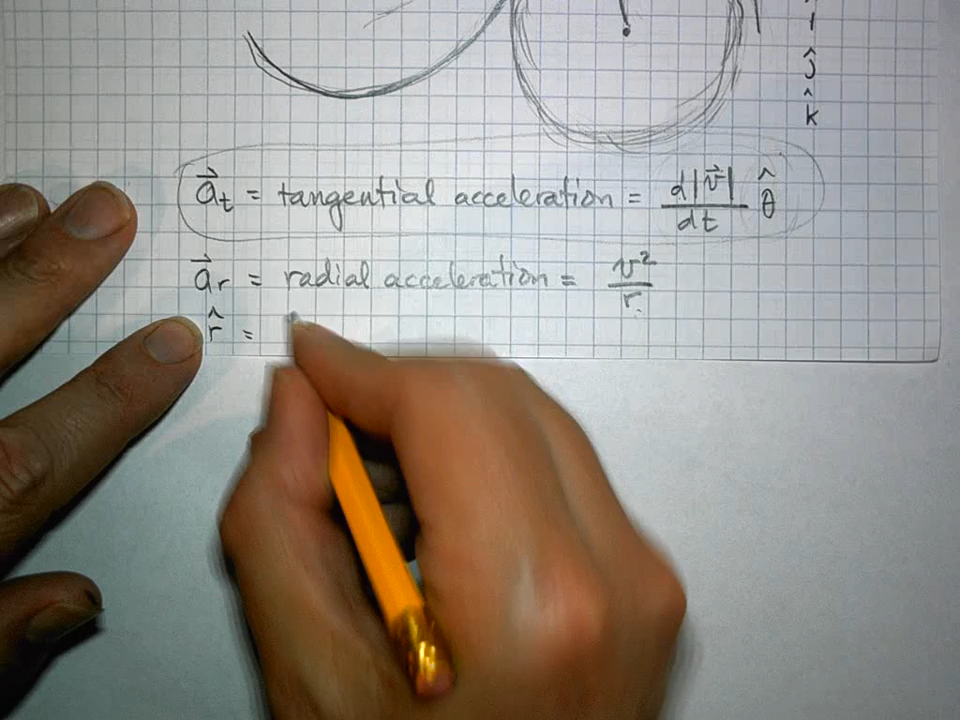 î
ĵ
k̂
a⃗t = tangential acceleration = d|v⃗|/dt θ̂
a⃗r = radial acceleration = v²/r
r̂ =